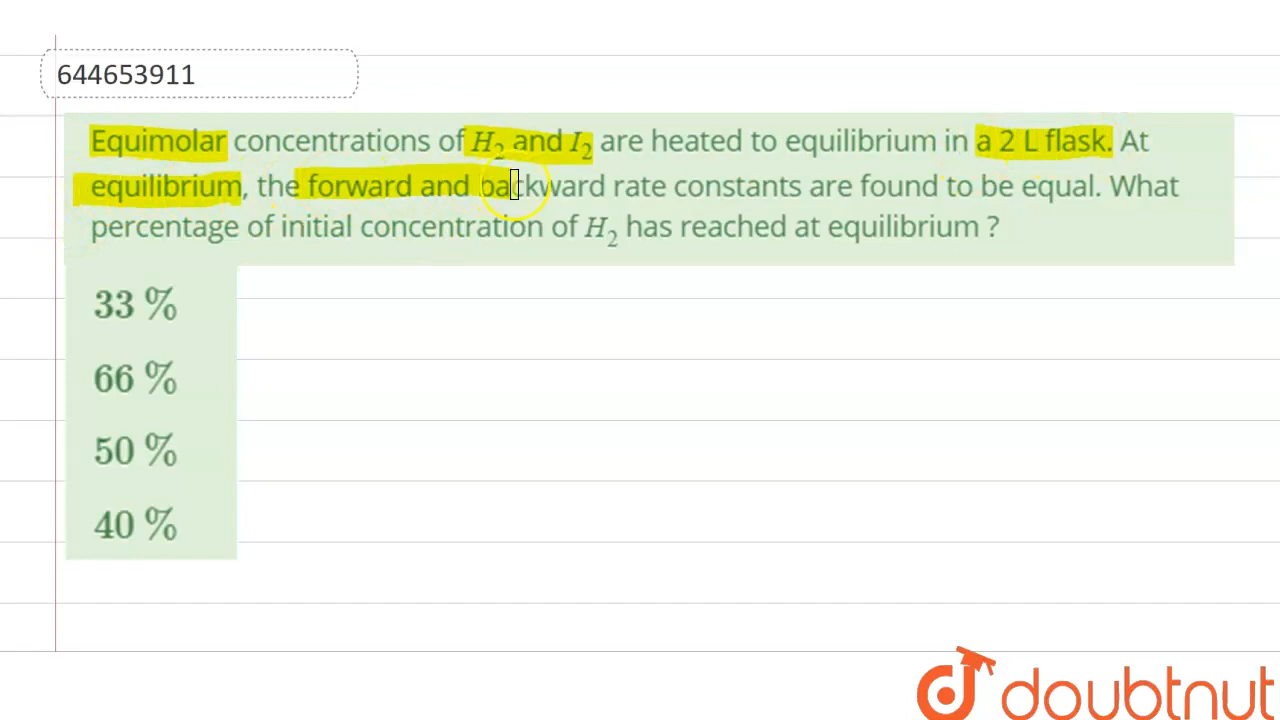 644653911
Equimolar concentrations of H₂ and I₂ are heated to equilibrium in a 2 L flask. At
equilibrium, the forward and backward rate constants are found to be equal. What
percentage of initial concentration of H₂ has reached at equilibrium ?
33 %
66 %
50 %
40 %
doubtnut